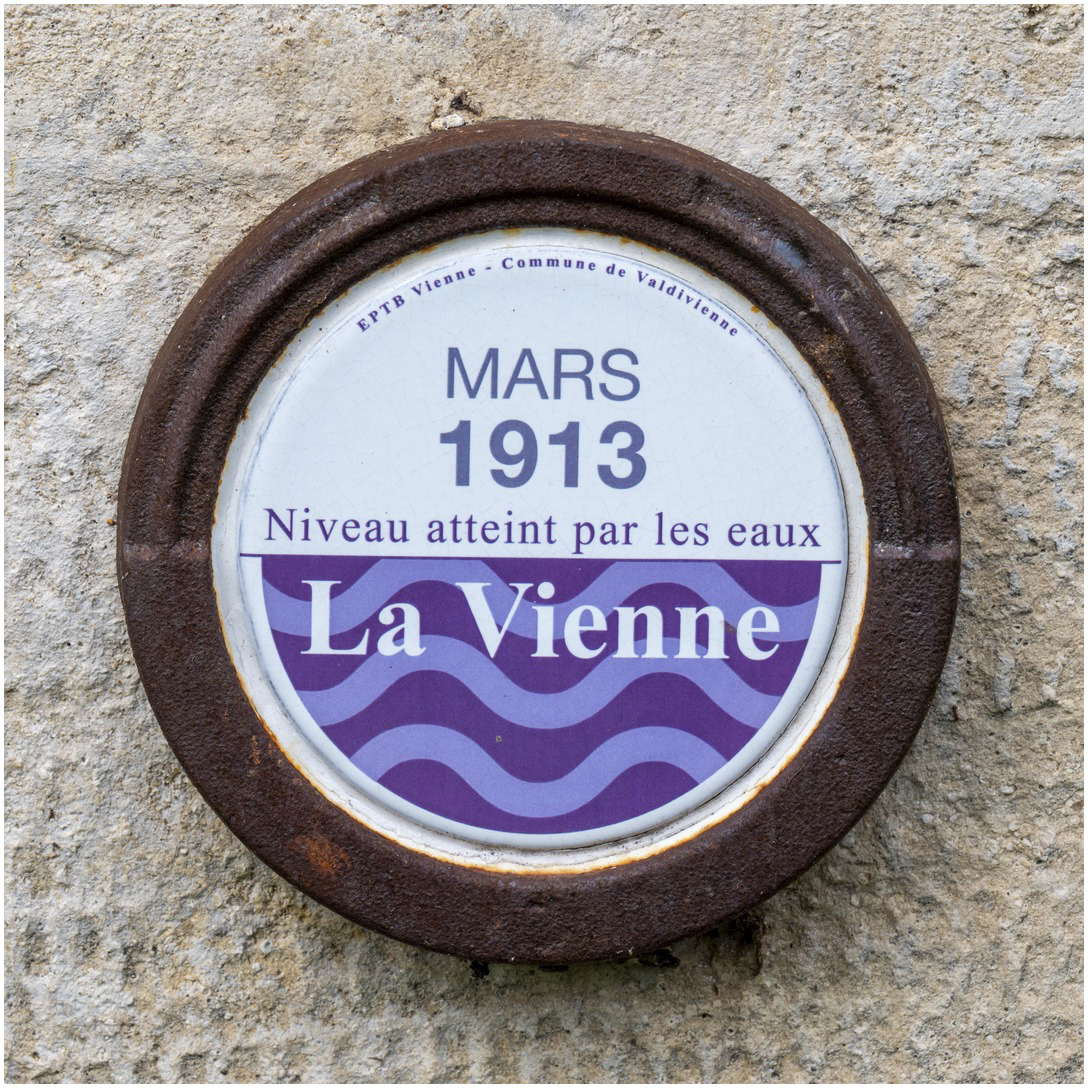 EPTB Vienne - Commune de Valdivienne
MARS
1913
Niveau atteint par les eaux
La Vienne